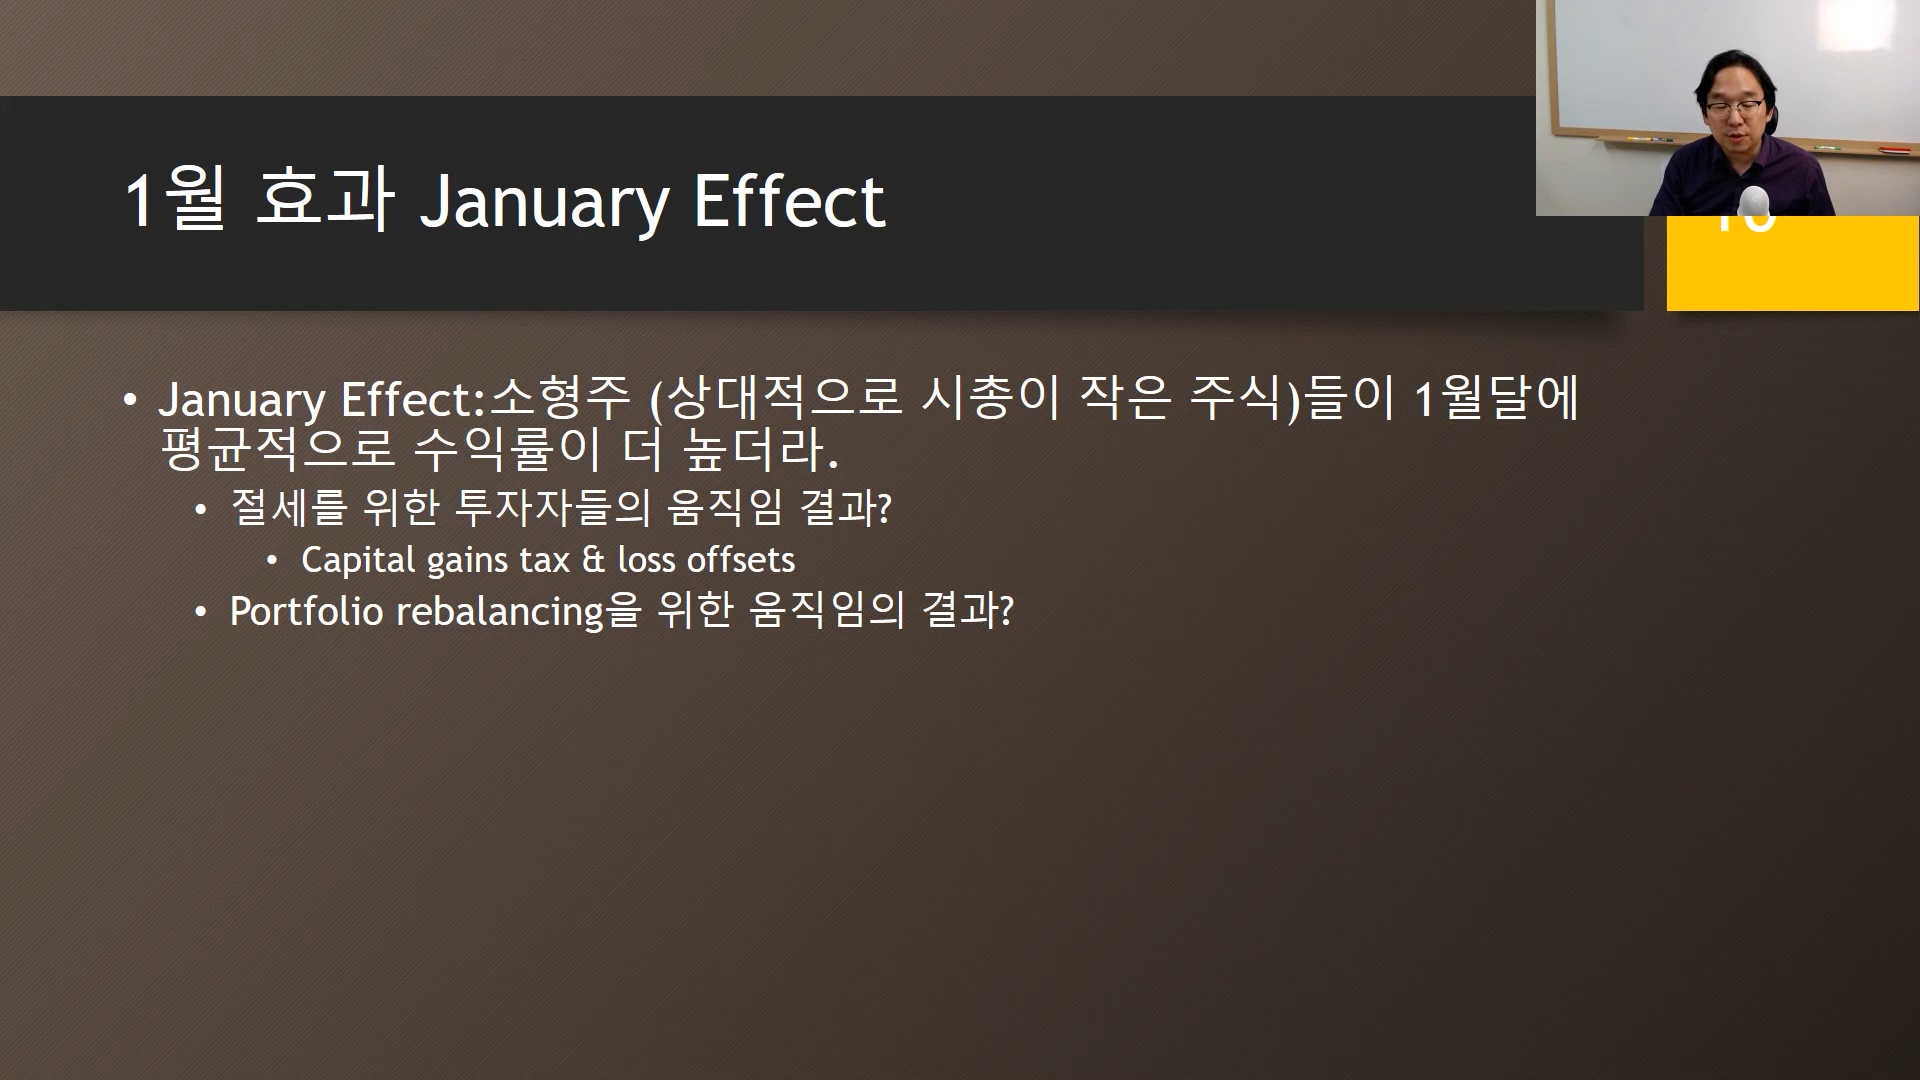 1월 효과 January Effect
• January Effect:소형주 (상대적으로 시총이 작은 주식)들이 1월달에
평균적으로 수익률이 더 높더라.
• 절세를 위한 투자자들의 움직임 결과?
• Capital gains tax & loss offsets
• Portfolio rebalancing을 위한 움직임의 결과?